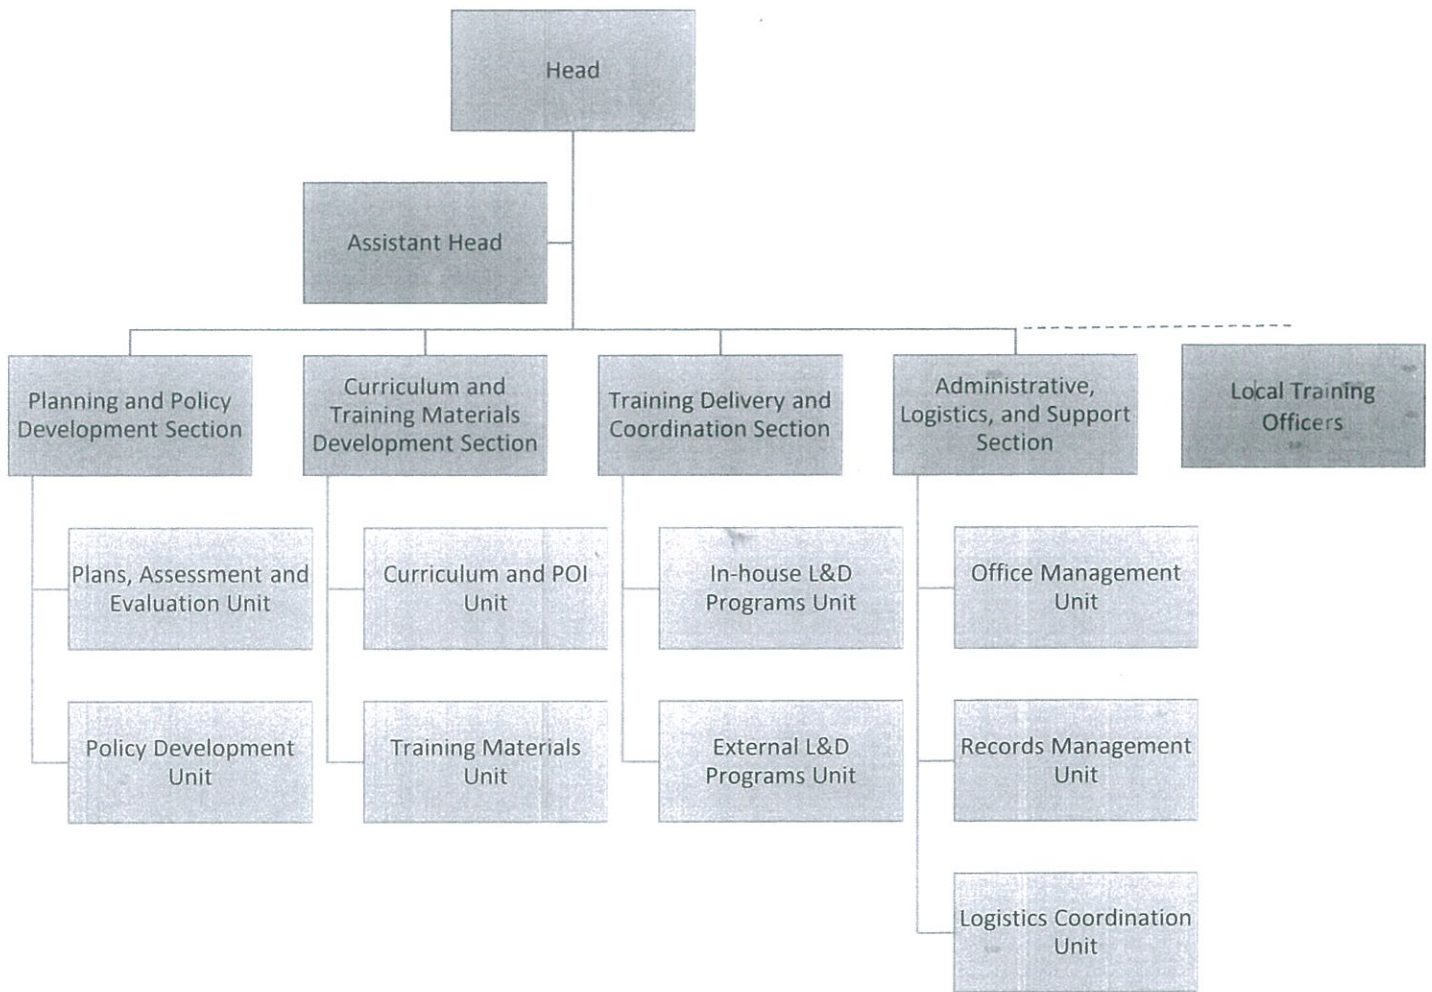 Head
Assistant Head
Planning and Policy
Development Section
Curriculum and
Training Materials
Development Section
Training Delivery and
Coordination Section
Administrative,
Logistics, and Support
Section
Local Training
Officers
Plans, Assessment and
Evaluation Unit
Curriculum and POI
Unit
In-house L&D
Programs Unit
Office Management
Unit
Policy Development
Unit
Training Materials
Unit
External L&D
Programs Unit
Records Management
Unit
Logistics Coordination
Unit